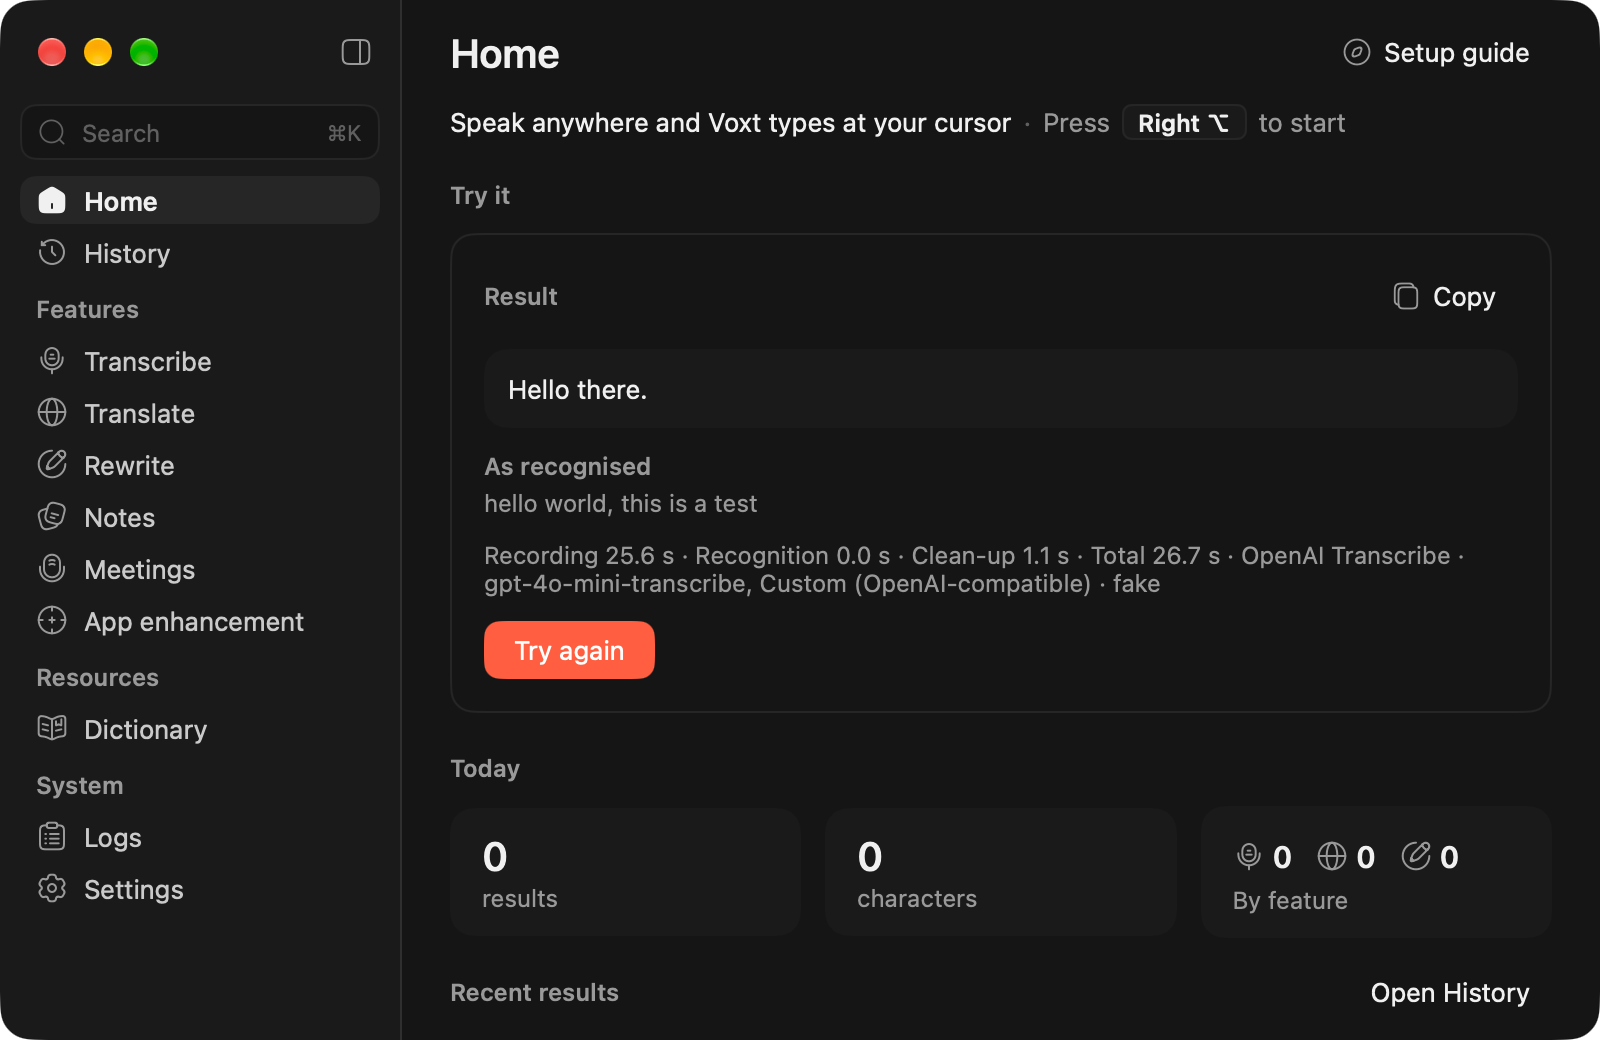 Home
Setup guide
Search ⌘K
Speak anywhere and Voxt types at your cursor · Press Right ⌥ to start
Home
History
Features
Transcribe
Translate
Rewrite
Notes
Meetings
App enhancement
Resources
Dictionary
System
Logs
Settings
Try it
Result
Copy
Hello there.
As recognised
hello world, this is a test
Recording 25.6 s · Recognition 0.0 s · Clean-up 1.1 s · Total 26.7 s · OpenAI Transcribe ·
gpt-4o-mini-transcribe, Custom (OpenAI-compatible) · fake
Try again
Today
0
results
0
characters
0 0 0
By feature
Recent results
Open History